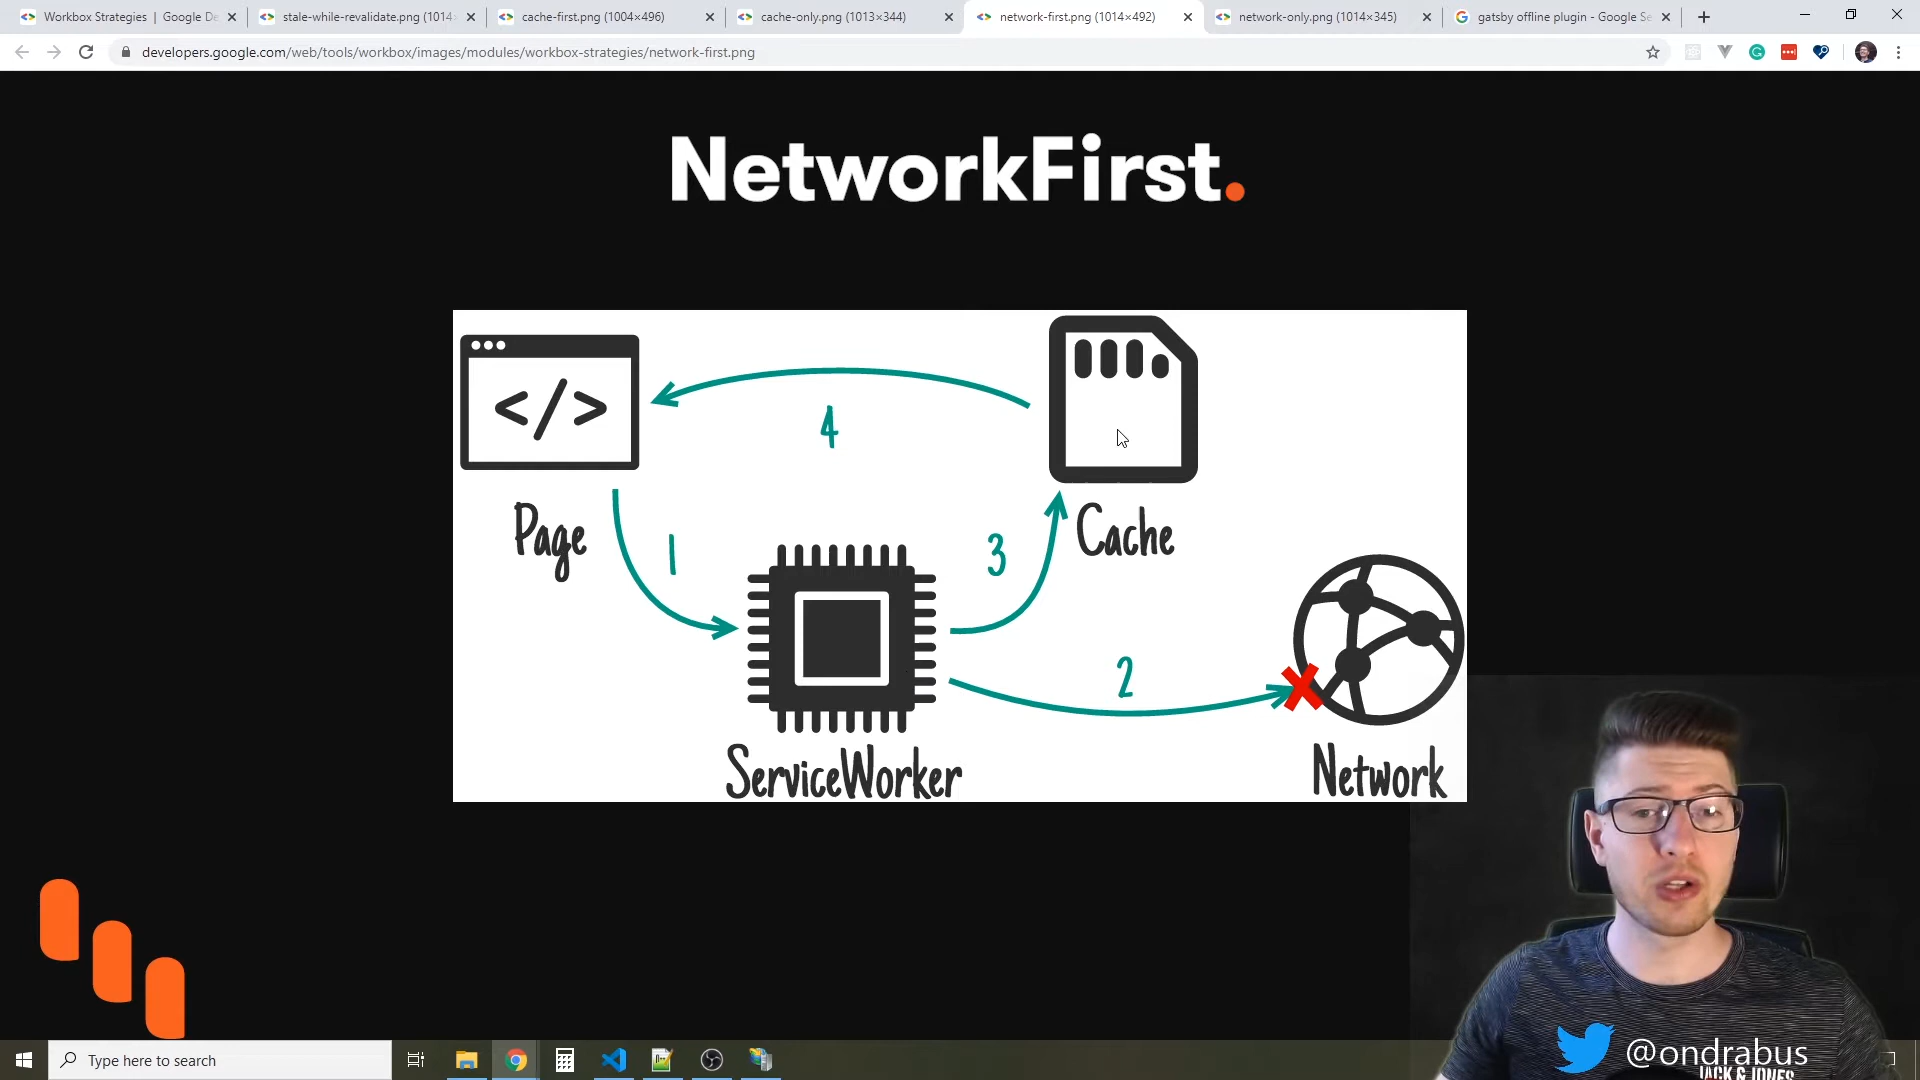 Workbox Strategies | Google De
stale-while-revalidate.png (1014
cache-first.png (1004×496)
cache-only.png (1013×344)
network-first.png (1014×492)
network-only.png (1014×345)
gatsby offline plugin - Google Se
developers.google.com/web/tools/workbox/images/modules/workbox-strategies/network-first.png
NetworkFirst.
</>
4
Page
1
3
Cache
2
ServiceWorker
Network
Type here to search
@ondrabus
JACK & JONES